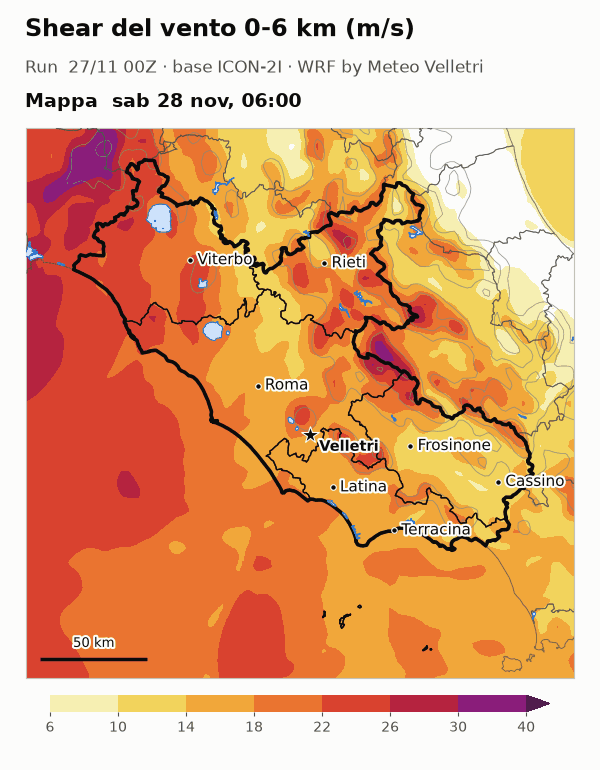 Shear del vento 0-6 km (m/s)
Run  27/11 00Z · base ICON-2I · WRF by Meteo Velletri
Mappa  sab 28 nov, 06:00
Viterbo
Rieti
Roma
Velletri
Frosinone
Latina
Cassino
Terracina
50 km
6 10 14 18 22 26 30 40